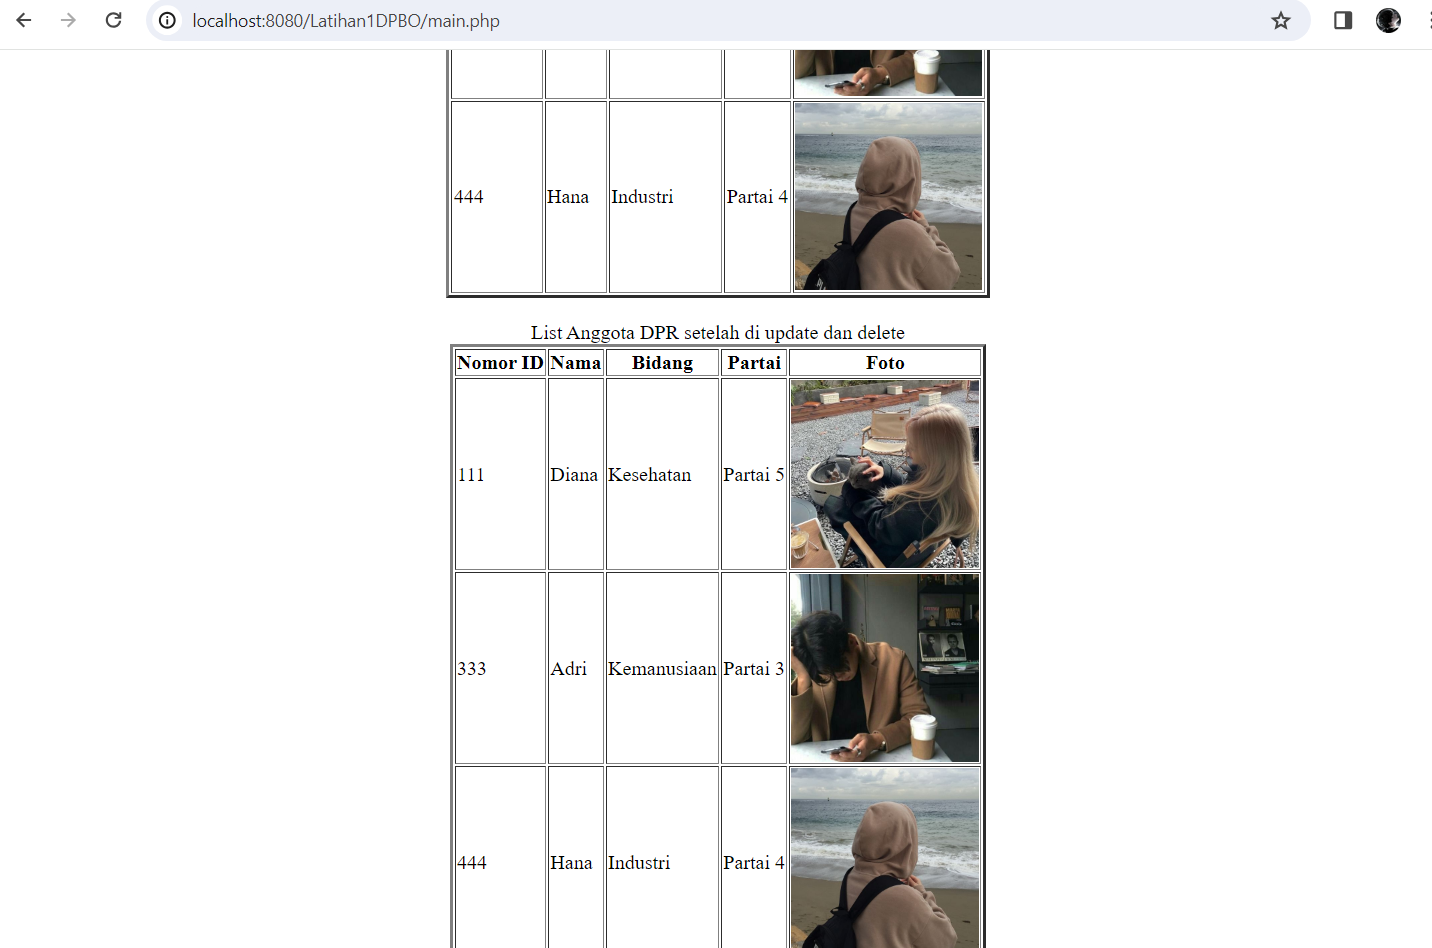 localhost:8080/Latihan1DPBO/main.php
444 Hana Industri Partai 4
List Anggota DPR setelah di update dan delete
Nomor ID Nama Bidang Partai Foto
111 Diana Kesehatan Partai 5
333 Adri Kemanusiaan Partai 3
444 Hana Industri Partai 4